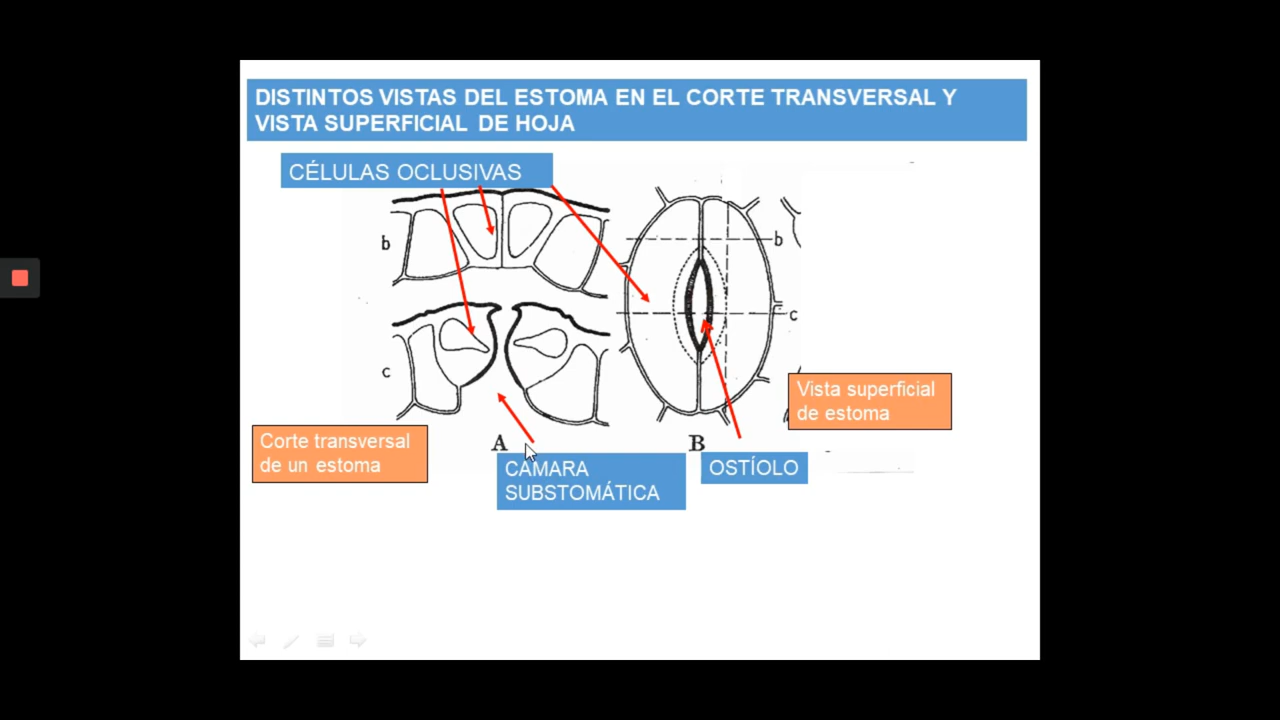 DISTINTOS VISTAS DEL ESTOMA EN EL CORTE TRANSVERSAL Y
VISTA SUPERFICIAL DE HOJA
CÉLULAS OCLUSIVAS
b
b
c
c
Vista superficial
de estoma
Corte transversal
de un estoma
A
B
CÁMARA
SUBSTOMÁTICA
OSTÍOLO